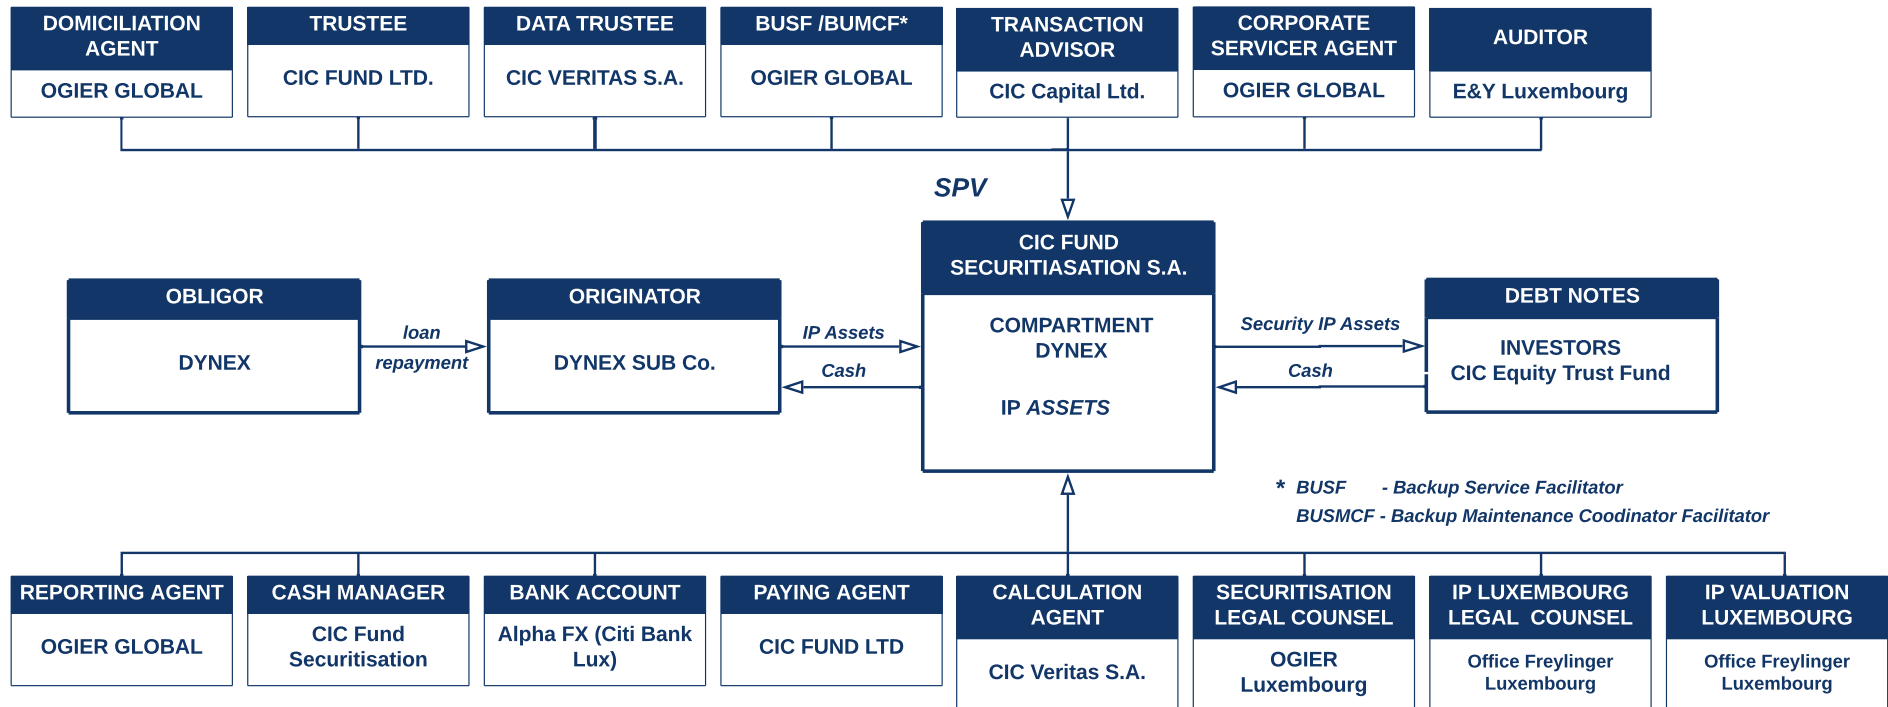 DOMICILIATION
AGENT
OGIER GLOBAL
TRUSTEE
CIC FUND LTD.
DATA TRUSTEE
CIC VERITAS S.A.
BUSF /BUMCF*
OGIER GLOBAL
TRANSACTION
ADVISOR
CIC Capital Ltd.
CORPORATE
SERVICER AGENT
OGIER GLOBAL
AUDITOR
E&Y Luxembourg
SPV
OBLIGOR
DYNEX
loan
repayment
ORIGINATOR
DYNEX SUB Co.
IP Assets
Cash
CIC FUND
SECURITIASATION S.A.
COMPARTMENT
DYNEX
IP ASSETS
Security IP Assets
Cash
DEBT NOTES
INVESTORS
CIC Equity Trust Fund
* BUSF - Backup Service Facilitator
BUSMCF - Backup Maintenance Coodinator Facilitator
REPORTING AGENT
OGIER GLOBAL
CASH MANAGER
CIC Fund
Securitisation
BANK ACCOUNT
Alpha FX (Citi Bank
Lux)
PAYING AGENT
CIC FUND LTD
CALCULATION
AGENT
CIC Veritas S.A.
SECURITISATION
LEGAL COUNSEL
OGIER
Luxembourg
IP LUXEMBOURG
LEGAL COUNSEL
Office Freylinger
Luxembourg
IP VALUATION
LUXEMBOURG
Office Freylinger
Luxembourg